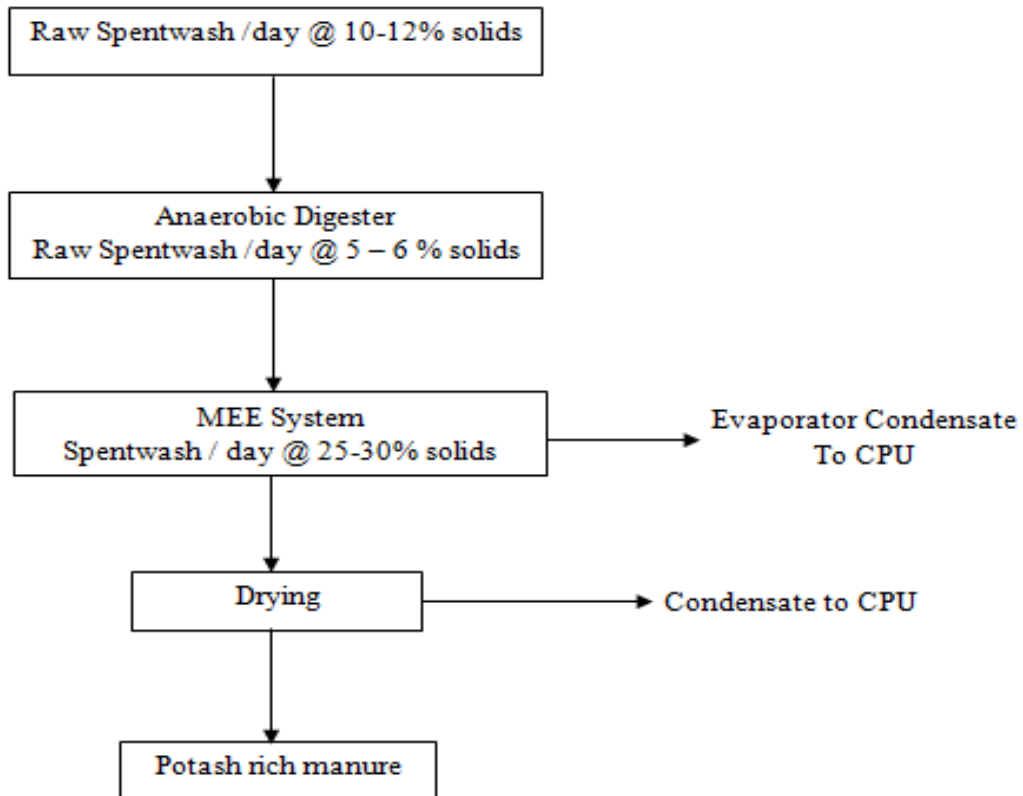 Raw Spentwash /day @ 10-12% solids
Anaerobic Digester
Raw Spentwash /day @ 5 – 6 % solids
MEE System
Spentwash / day @ 25-30% solids
Evaporator Condensate
To CPU
Drying
Condensate to CPU
Potash rich manure